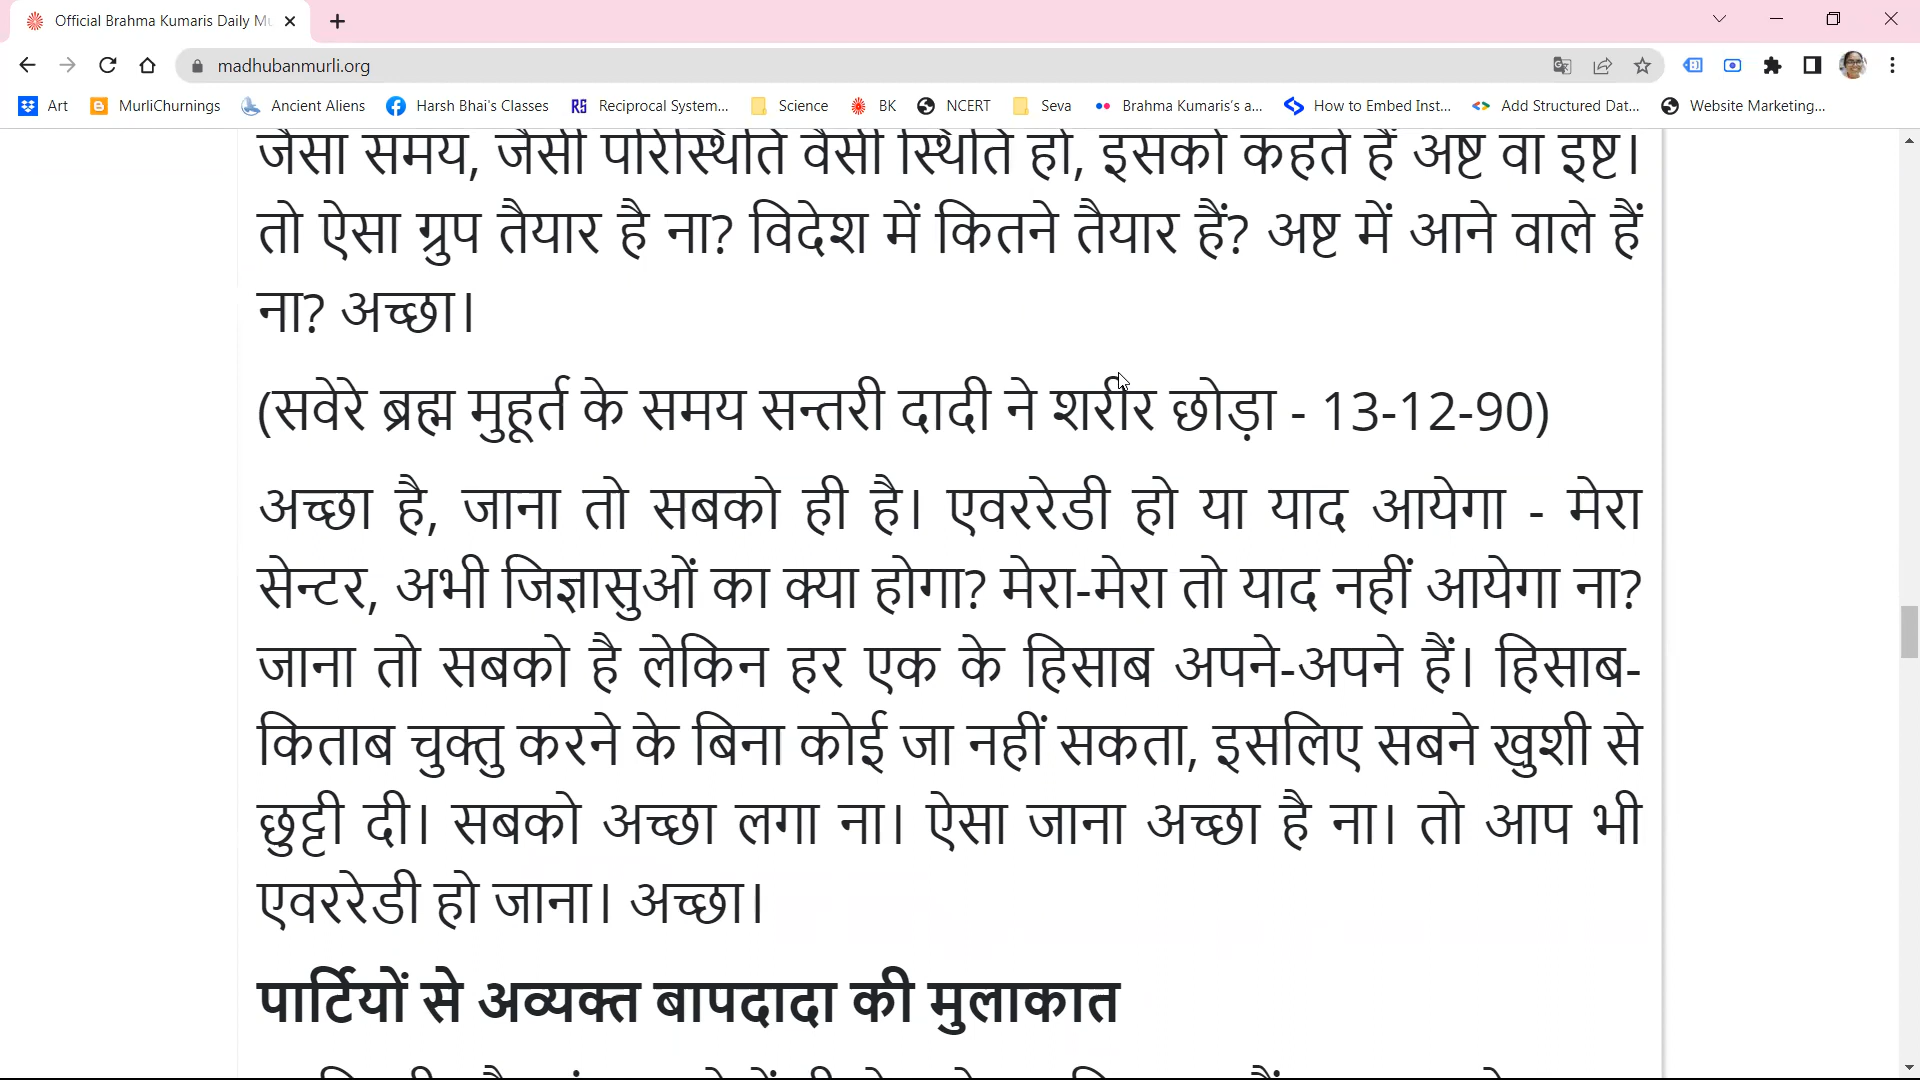 Official Brahma Kumaris Daily Mu
madhubanmurli.org
Art MurliChurnings Ancient Aliens Harsh Bhai's Classes RS Reciprocal System... Science BK NCERT Seva Brahma Kumaris's a... How to Embed Inst... Add Structured Dat... Website Marketing...
जैसा समय, जैसी परिस्थिति वैसी स्थिति हो, इसको कहते हैं अष्ट वा इष्ट।
तो ऐसा ग्रुप तैयार है ना? विदेश में कितने तैयार हैं? अष्ट में आने वाले हैं
ना? अच्छा।
(सवेरे ब्रह्म मुहूर्त के समय सन्तरी दादी ने शरीर छोड़ा - 13-12-90)
अच्छा है, जाना तो सबको ही है। एवररेडी हो या याद आयेगा - मेरा
सेन्टर, अभी जिज्ञासुओं का क्या होगा? मेरा-मेरा तो याद नहीं आयेगा ना?
जाना तो सबको है लेकिन हर एक के हिसाब अपने-अपने हैं। हिसाब-
किताब चुक्तु करने के बिना कोई जा नहीं सकता, इसलिए सबने खुशी से
छुट्टी दी। सबको अच्छा लगा ना। ऐसा जाना अच्छा है ना। तो आप भी
एवररेडी हो जाना। अच्छा।
पार्टियों से अव्यक्त बापदादा की मुलाकात